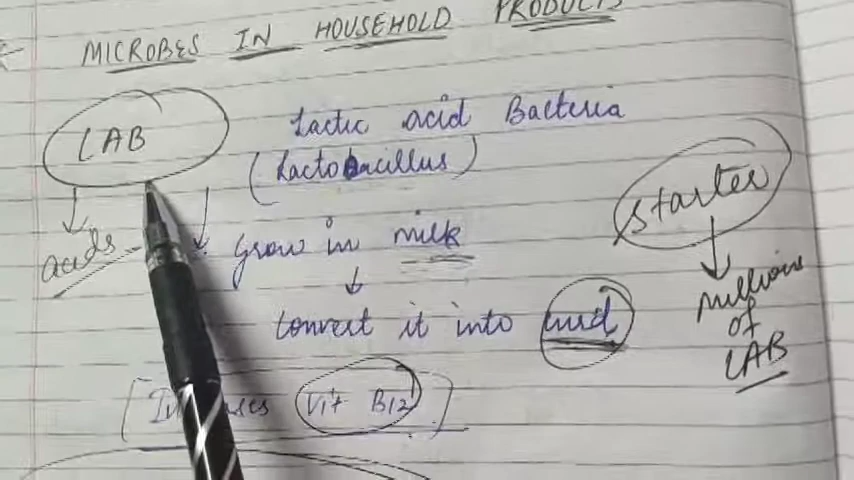 MICROBES IN HOUSEHOLD PRODUCTS
LAB
Lactic acid Bacteria
(Lactobacillus)
acids
grow in milk
convert it into curd
Vit B12
starter
millions
of
LAB